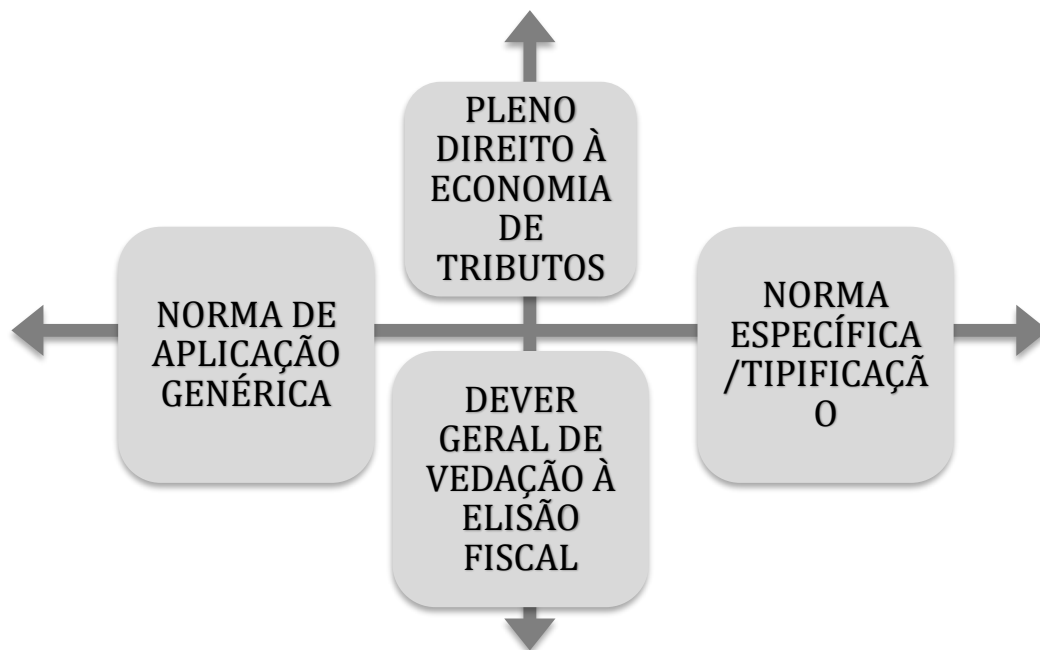 PLENO
DIREITO À
ECONOMIA
DE
TRIBUTOS
NORMA DE
APLICAÇÃO
GENÉRICA
NORMA
ESPECÍFICA
/TIPIFICAÇÃ
O
DEVER
GERAL DE
VEDAÇÃO À
ELISÃO
FISCAL